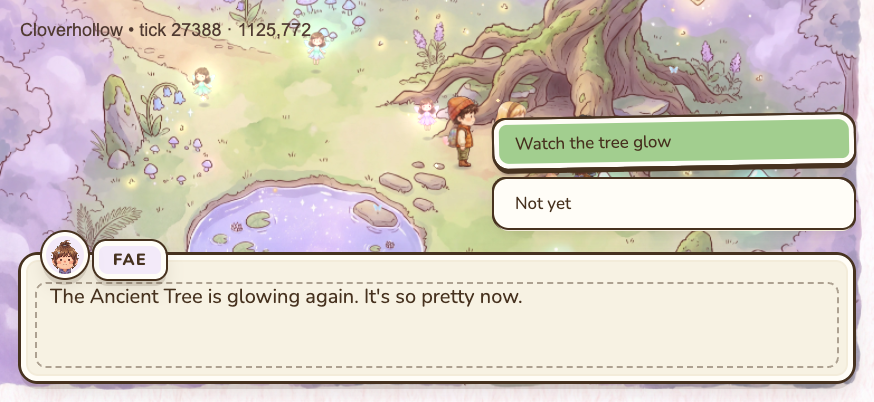 Cloverhollow • tick 27388 · 1125,772
Watch the tree glow
Not yet
FAE
The Ancient Tree is glowing again. It's so pretty now.